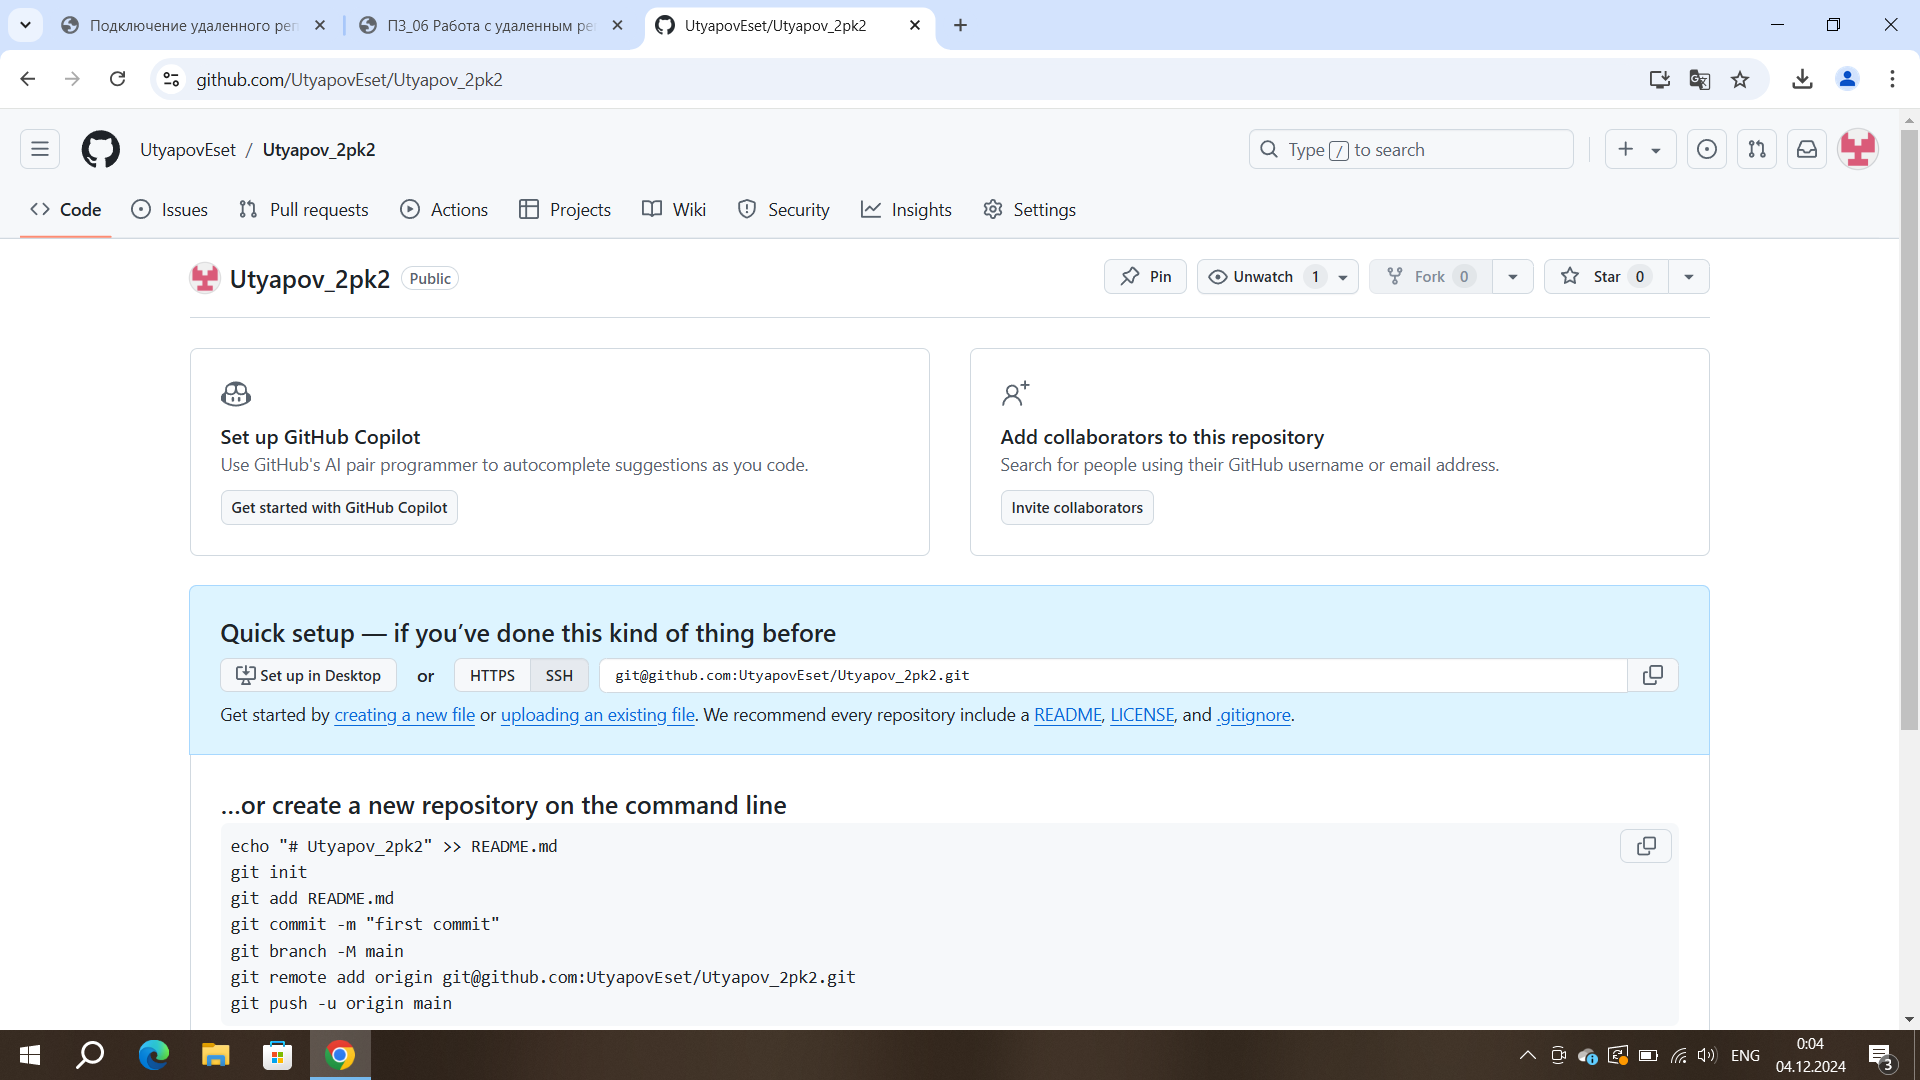 Подключение удаленного реп
ПЗ_06 Работа с удаленным ре
UtyapovEset/Utyapov_2pk2
github.com/UtyapovEset/Utyapov_2pk2
UtyapovEset / Utyapov_2pk2
Type / to search
Code
Issues
Pull requests
Actions
Projects
Wiki
Security
Insights
Settings
Utyapov_2pk2
Public
Pin
Unwatch 1
Fork 0
Star 0
Set up GitHub Copilot
Use GitHub's AI pair programmer to autocomplete suggestions as you code.
Get started with GitHub Copilot
Add collaborators to this repository
Search for people using their GitHub username or email address.
Invite collaborators
Quick setup — if you’ve done this kind of thing before
Set up in Desktop or HTTPS SSH git@github.com:UtyapovEset/Utyapov_2pk2.git
Get started by creating a new file or uploading an existing file. We recommend every repository include a README, LICENSE, and .gitignore.
…or create a new repository on the command line
echo "# Utyapov_2pk2" >> README.md
git init
git add README.md
git commit -m "first commit"
git branch -M main
git remote add origin git@github.com:UtyapovEset/Utyapov_2pk2.git
git push -u origin main
ENG
0:04
04.12.2024
3